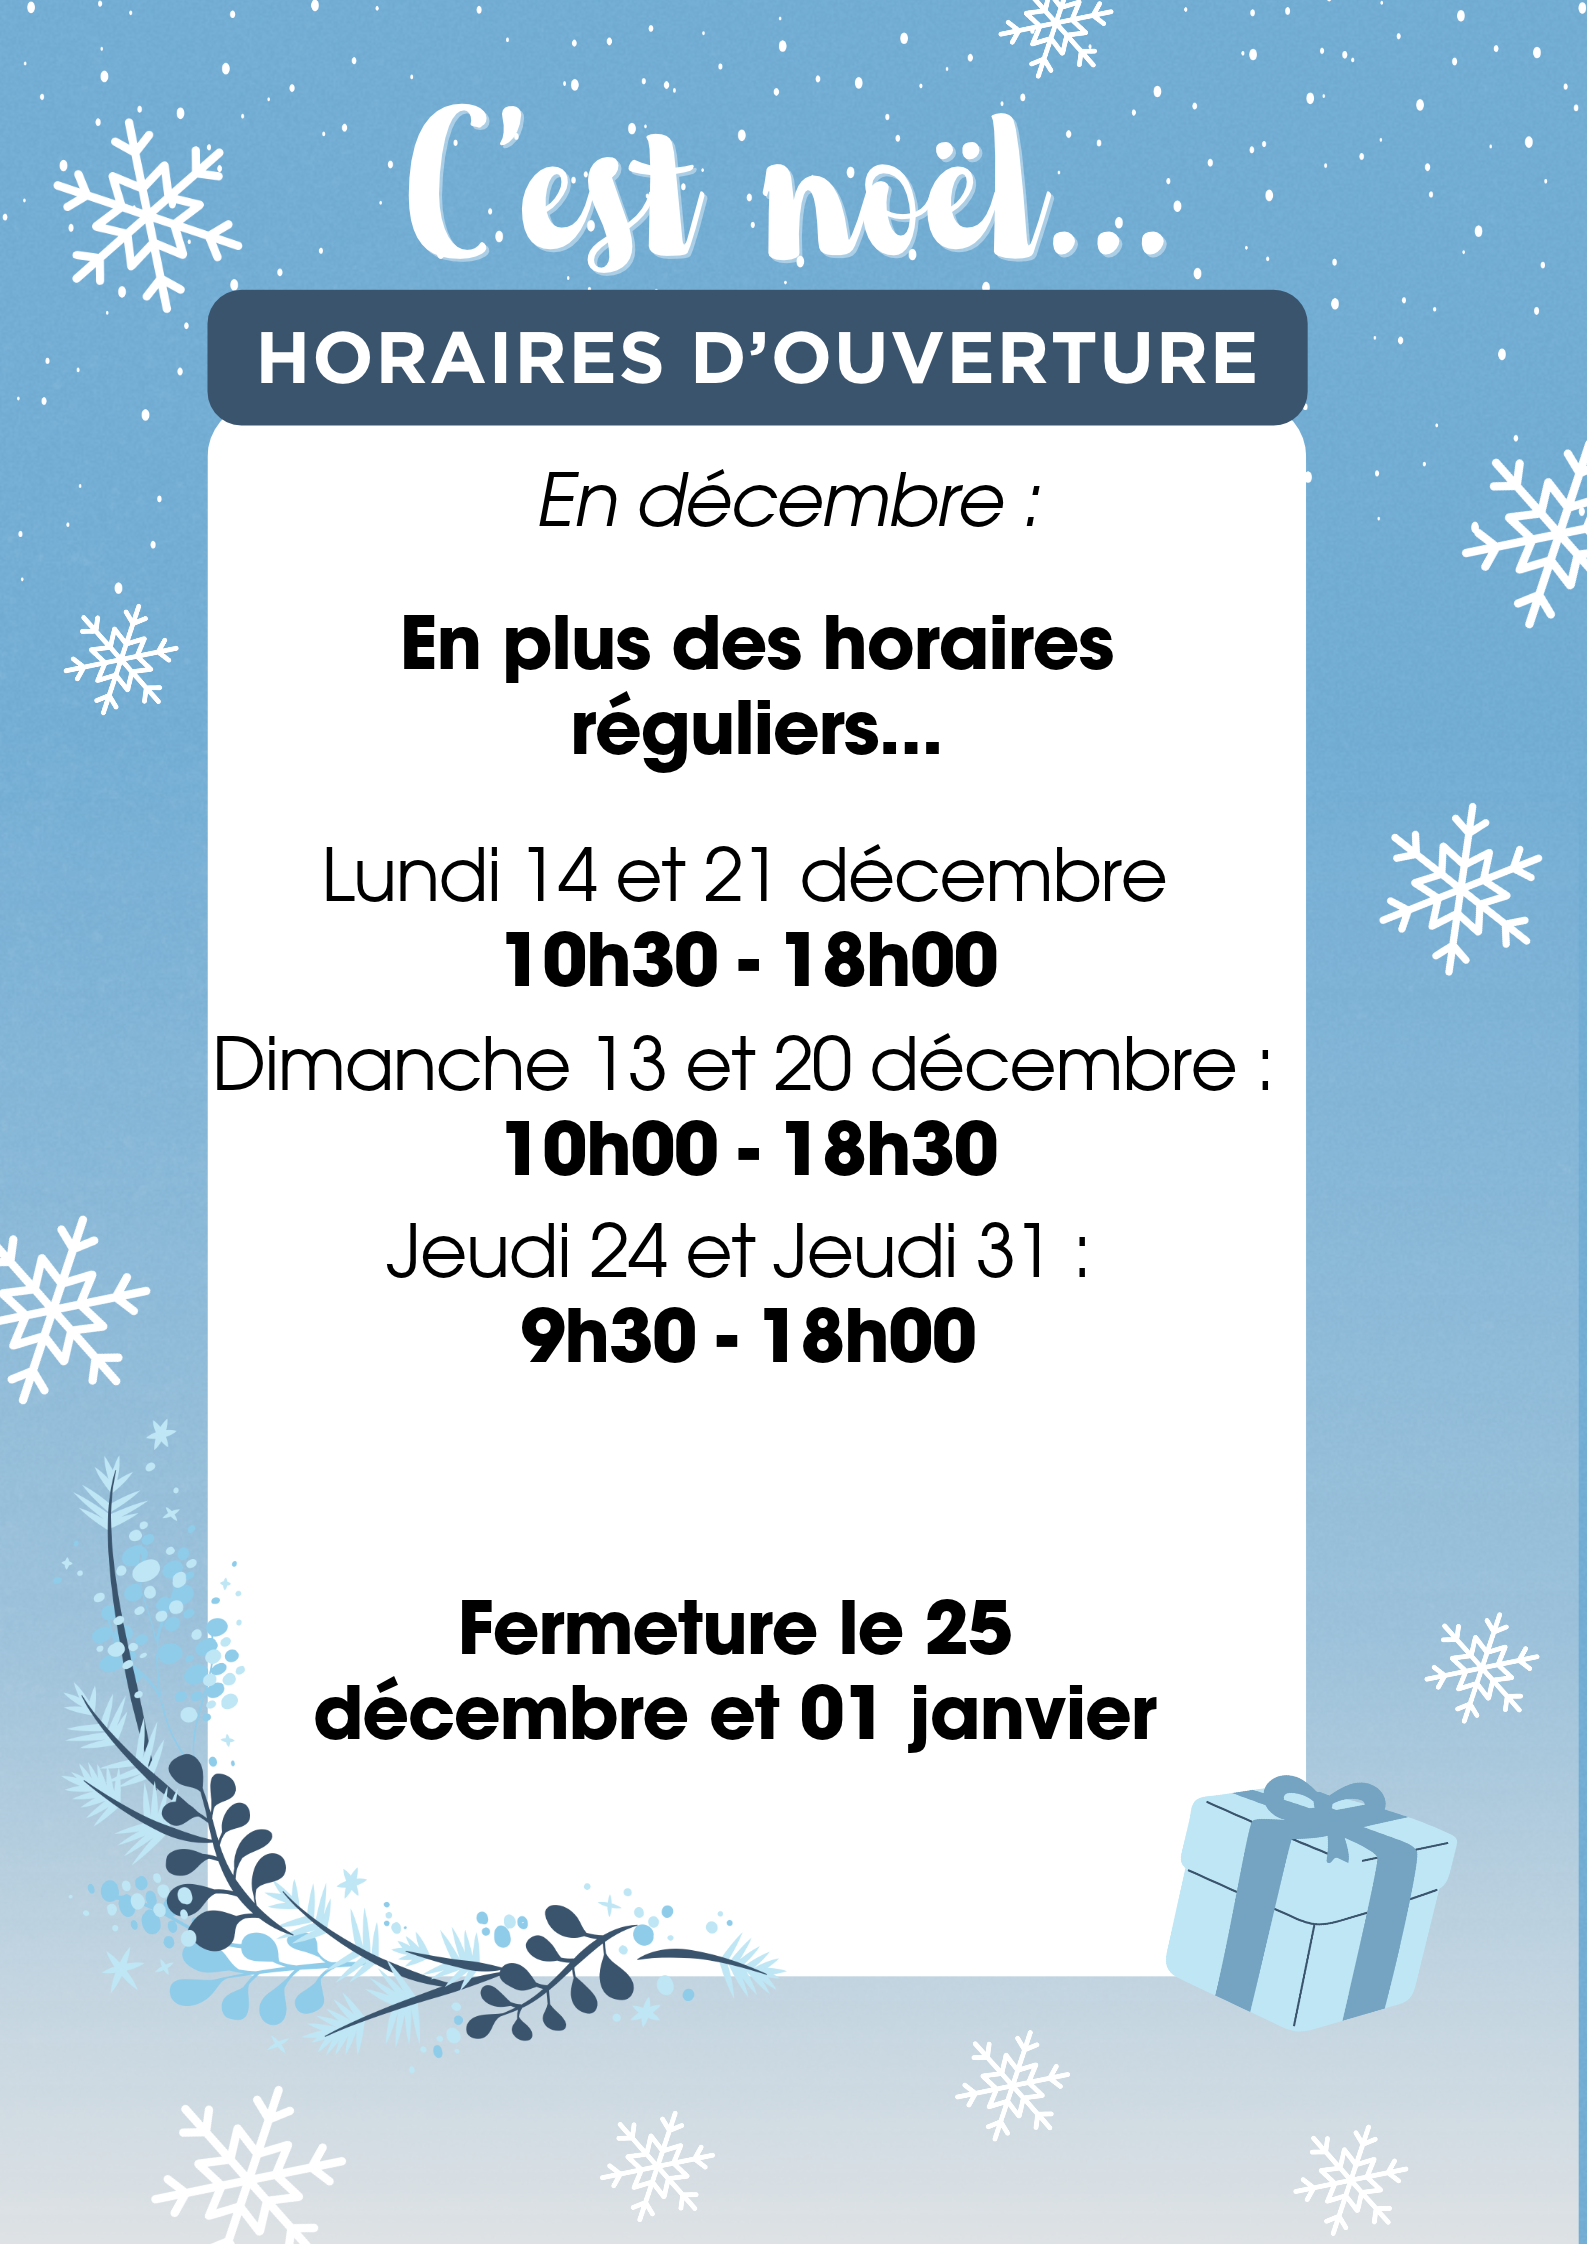 C'est noël...
HORAIRES D'OUVERTURE
En décembre :
En plus des horaires
réguliers...
Lundi 14 et 21 décembre
10h30 - 18h00
Dimanche 13 et 20 décembre :
10h00 - 18h30
Jeudi 24 et Jeudi 31 :
9h30 - 18h00
Fermeture le 25
décembre et 01 janvier